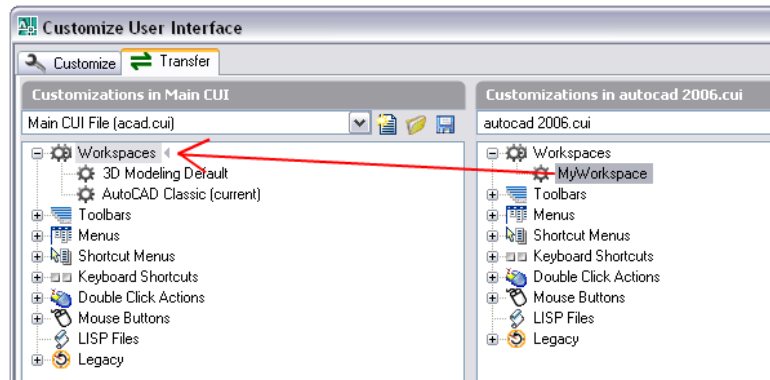 Customize User Interface
Customize Transfer
Customizations in Main CUI
Main CUI File (acad.cui)
Workspaces
3D Modeling Default
AutoCAD Classic (current)
Toolbars
Menus
Shortcut Menus
Keyboard Shortcuts
Double Click Actions
Mouse Buttons
LISP Files
Legacy
Customizations in autocad 2006.cui
autocad 2006.cui
Workspaces
MyWorkspace
Toolbars
Menus
Shortcut Menus
Keyboard Shortcuts
Double Click Actions
Mouse Buttons
LISP Files
Legacy